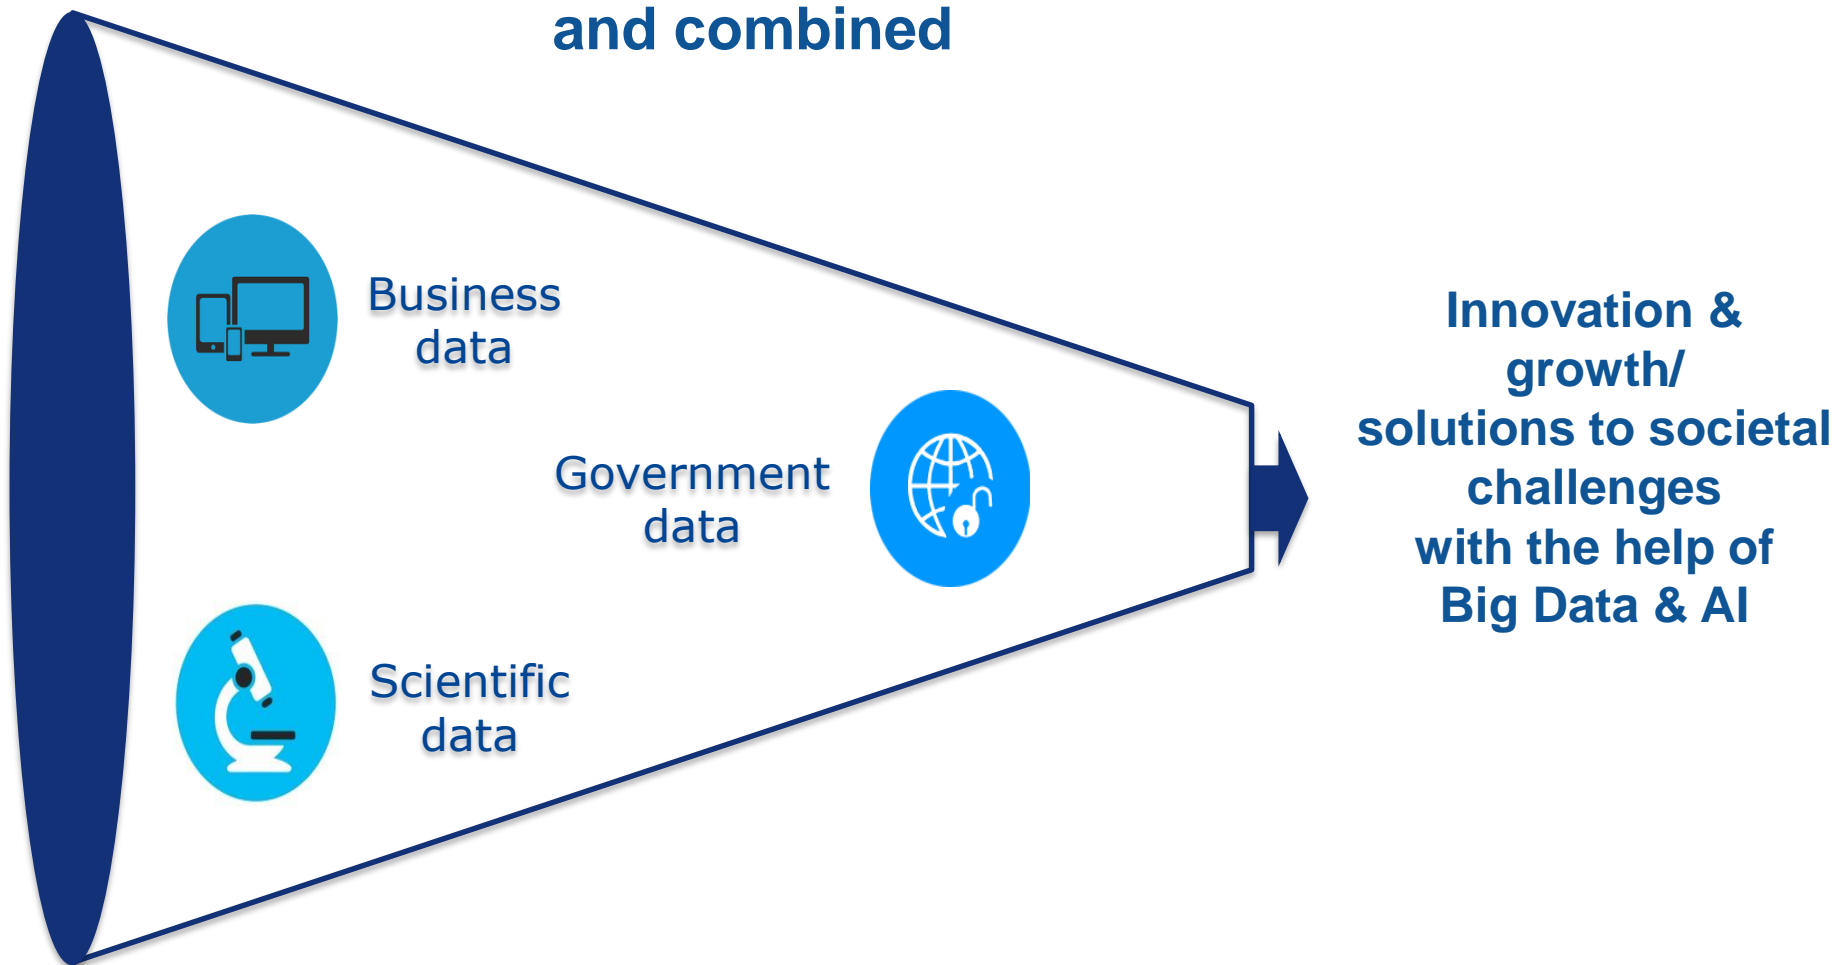 and combined
Business
data
Government
data
Scientific
data
Innovation &
growth/
solutions to societal
challenges
with the help of
Big Data & AI